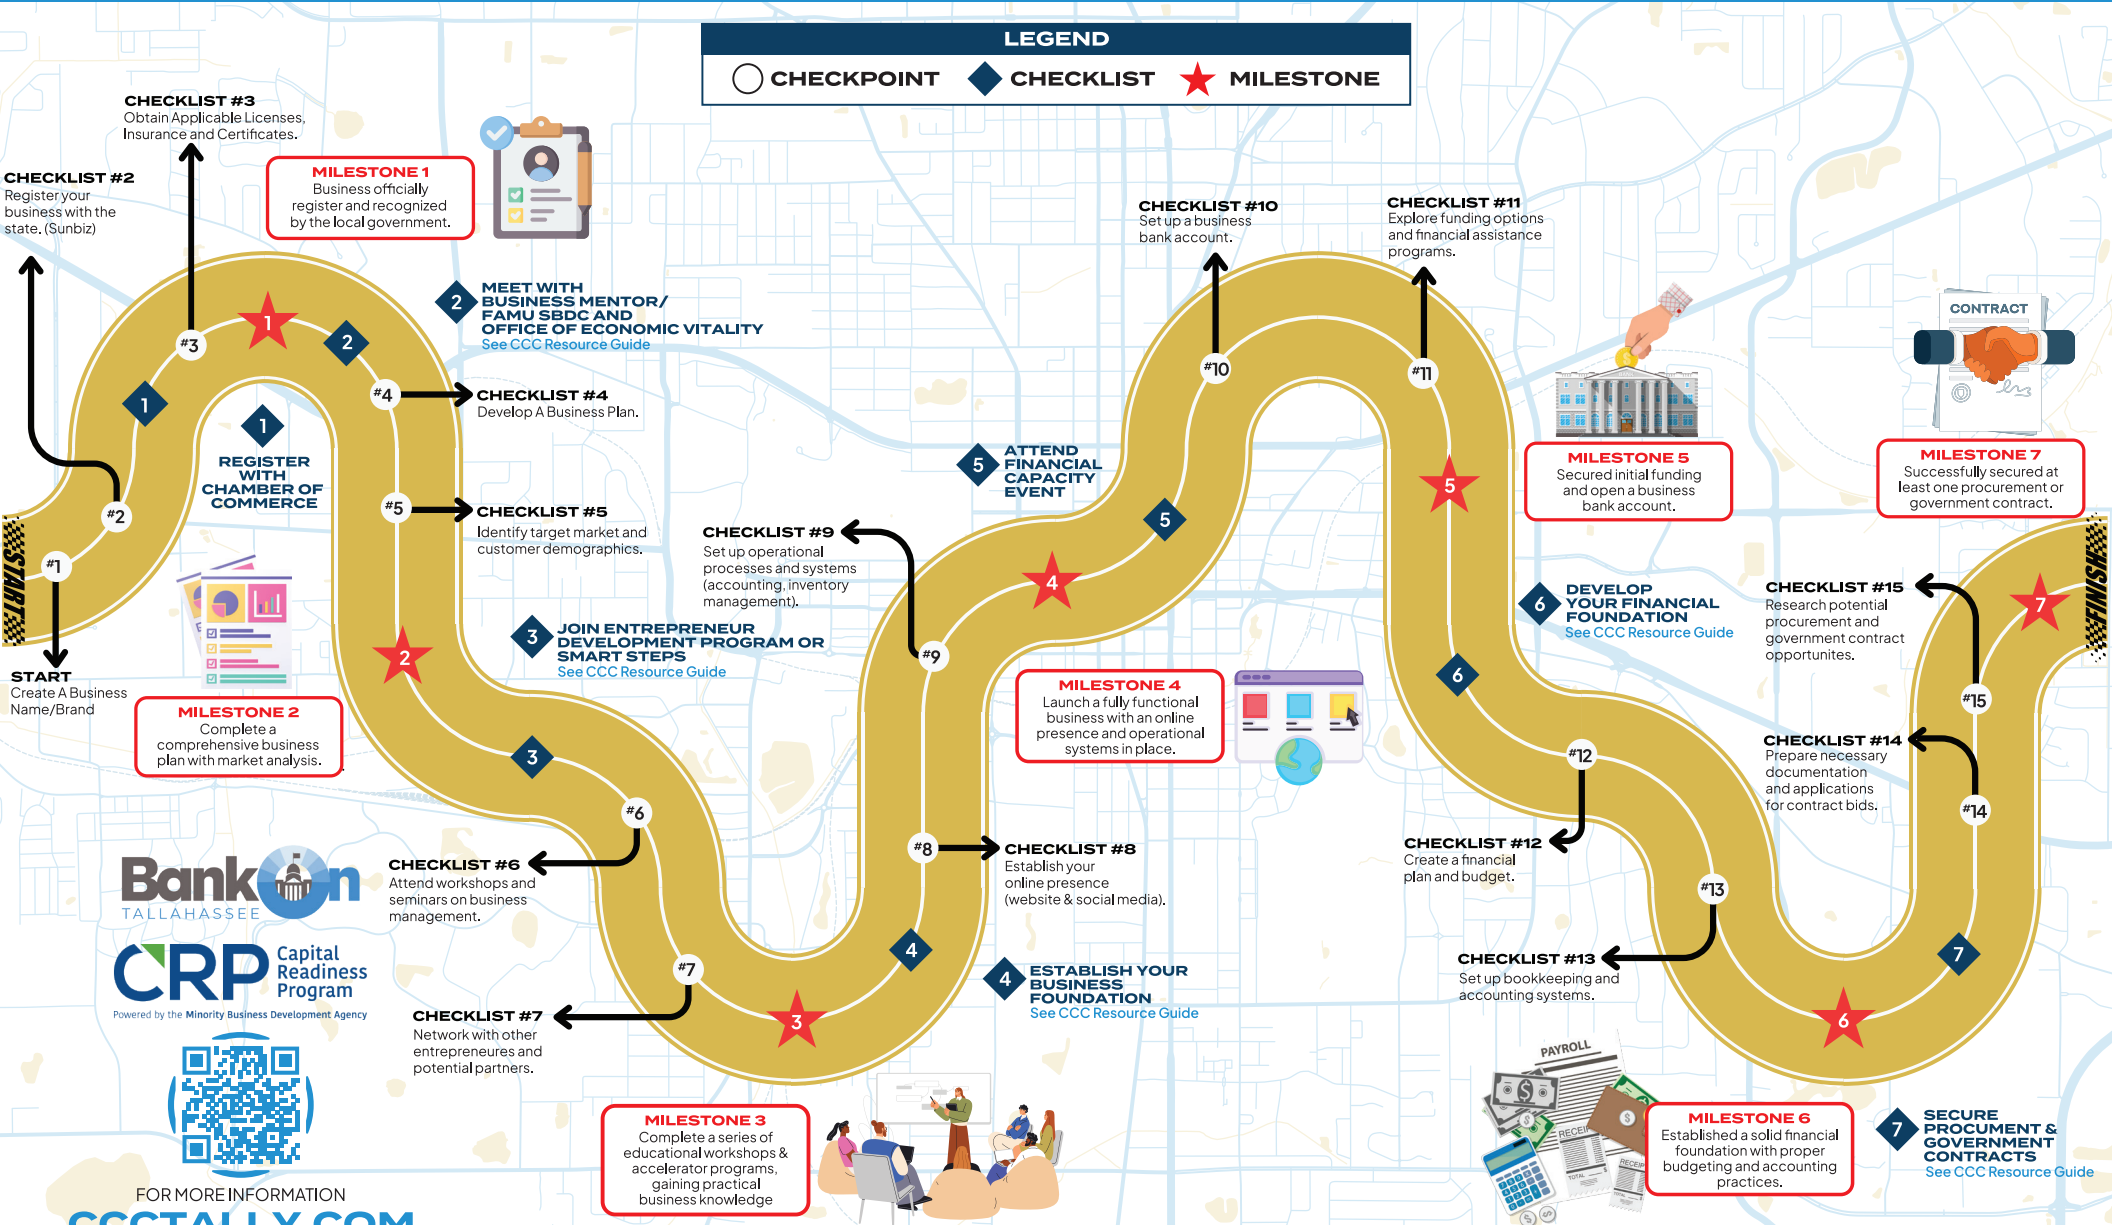 LEGEND
CHECKPOINT
CHECKLIST
MILESTONE
CHECKLIST #3
Obtain Applicable Licenses,
Insurance and Certificates.
CHECKLIST #2
Register your
business with the
state. (Sunbiz)
MILESTONE 1
Business officially
register and recognized
by the local government.
2
MEET WITH
BUSINESS MENTOR/
FAMU SBDC AND
OFFICE OF ECONOMIC VITALITY
See CCC Resource Guide
#3
1
2
1
#4
CHECKLIST #4
Develop A Business Plan.
1
REGISTER
WITH
CHAMBER OF
COMMERCE
#2
#5
CHECKLIST #5
Identify target market and
customer demographics.
START
#1
START
Create A Business
Name/Brand
2
MILESTONE 2
Complete a
comprehensive business
plan with market analysis.
3
JOIN ENTREPRENEUR
DEVELOPMENT PROGRAM OR
SMART STEPS
See CCC Resource Guide
3
#6
CHECKLIST #6
Attend workshops and
seminars on business
management.
#7
CHECKLIST #7
Network with other
entrepreneures and
potential partners.
3
MILESTONE 3
Complete a series of
educational workshops &
accelerator programs,
gaining practical
business knowledge
4
4
ESTABLISH YOUR
BUSINESS
FOUNDATION
See CCC Resource Guide
#8
CHECKLIST #8
Establish your
online presence
(website & social media).
#9
CHECKLIST #9
Set up operational
processes and systems
(accounting, inventory
management).
4
MILESTONE 4
Launch a fully functional
business with an online
presence and operational
systems in place.
5
ATTEND
FINANCIAL
CAPACITY
EVENT
5
#10
CHECKLIST #10
Set up a business
bank account.
#11
CHECKLIST #11
Explore funding options
and financial assistance
programs.
5
MILESTONE 5
Secured initial funding
and open a business
bank account.
6
6
DEVELOP
YOUR FINANCIAL
FOUNDATION
See CCC Resource Guide
#12
CHECKLIST #12
Create a financial
plan and budget.
#13
CHECKLIST #13
Set up bookkeeping and
accounting systems.
6
PAYROLL
RECEIP
TOTAL
RECEIP
MILESTONE 6
Established a solid financial
foundation with proper
budgeting and accounting
practices.
7
7
SECURE
PROCUMENT &
GOVERNMENT
CONTRACTS
See CCC Resource Guide
#14
CHECKLIST #14
Prepare necessary
documentation
and applications
for contract bids.
#15
CHECKLIST #15
Research potential
procurement and
government contract
opportunites.
7
CONTRACT
MILESTONE 7
Successfully secured at
least one procurement or
government contract.
FINISH
BankOn
TALLAHASSEE
CRP Capital
Readiness
Program
Powered by the Minority Business Development Agency
FOR MORE INFORMATION
CCCTALLY.COM